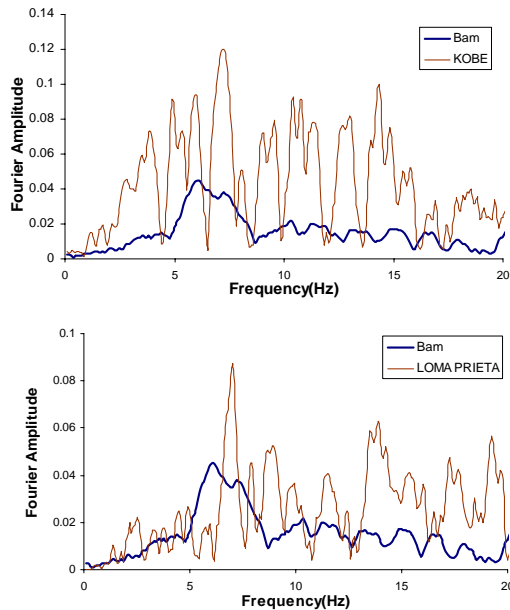 0.14
0.12
0.1
0.08
0.06
0.04
0.02
0
Fourier Amplitude
Bam
KOBE
0 5 10 15 20
Frequency(Hz)
0.1
0.08
0.06
0.04
0.02
0
Fourier Amplitude
Bam
LOMA PRIETA
0 5 10 15 20
Frequency(Hz)